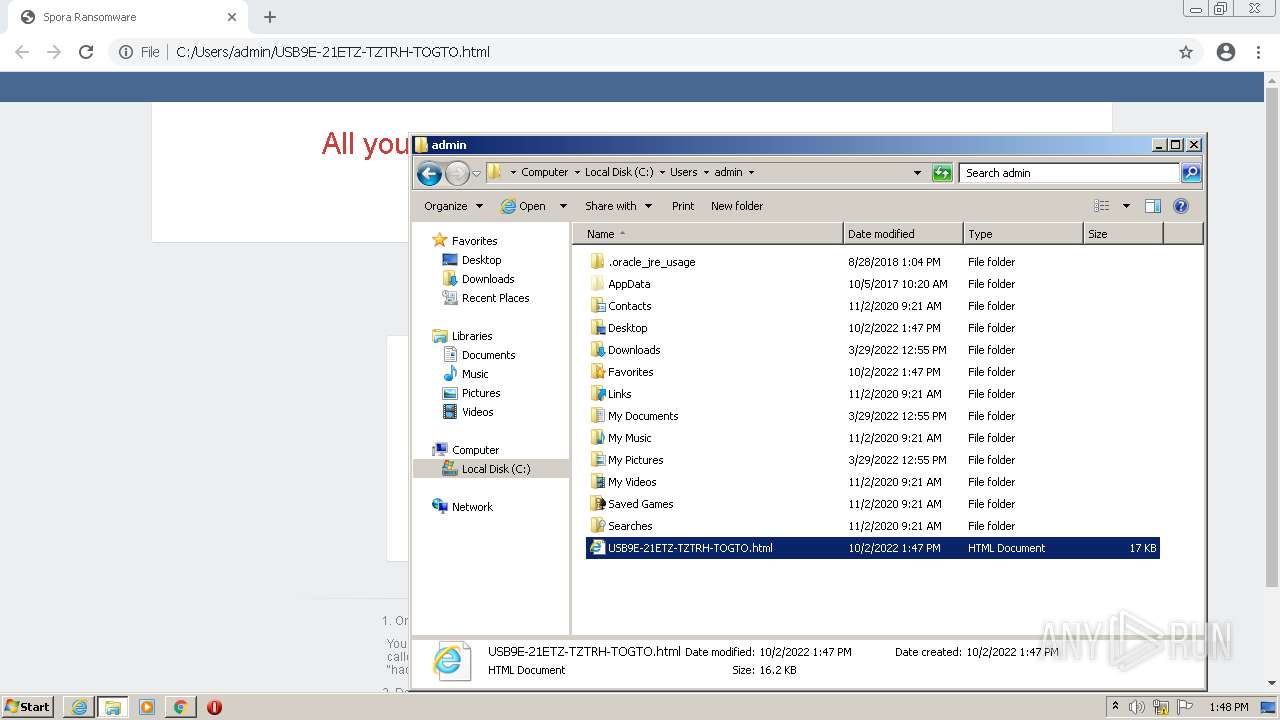 Spora Ransomware
File C:/Users/admin/USB9E-21ETZ-TZTRH-TOGTO.html
All you
admin
Computer Local Disk (C:) Users admin
Search admin
Organize Open Share with Print New folder
Name Date modified Type Size
Favorites
Desktop
Downloads
Recent Places
Libraries
Documents
Music
Pictures
Videos
Computer
Local Disk (C:)
Network
.oracle_jre_usage 8/28/2018 1:04 PM File folder
AppData 10/5/2017 10:20 AM File folder
Contacts 11/2/2020 9:21 AM File folder
Desktop 10/2/2022 1:47 PM File folder
Downloads 3/29/2022 12:55 PM File folder
Favorites 10/2/2022 1:47 PM File folder
Links 11/2/2020 9:21 AM File folder
My Documents 3/29/2022 12:55 PM File folder
My Music 11/2/2020 9:21 AM File folder
My Pictures 3/29/2022 12:55 PM File folder
My Videos 11/2/2020 9:21 AM File folder
Saved Games 11/2/2020 9:21 AM File folder
Searches 11/2/2020 9:21 AM File folder
USB9E-21ETZ-TZTRH-TOGTO.html 10/2/2022 1:47 PM HTML Document 17 KB
1. On
You
calle
"ha
USB9E-21ETZ-TZTRH-TOGTO.html Date modified: 10/2/2022 1:47 PM Date created: 10/2/2022 1:47 PM
HTML Document Size: 16.2 KB
ANY RUN
Start 1:48 PM